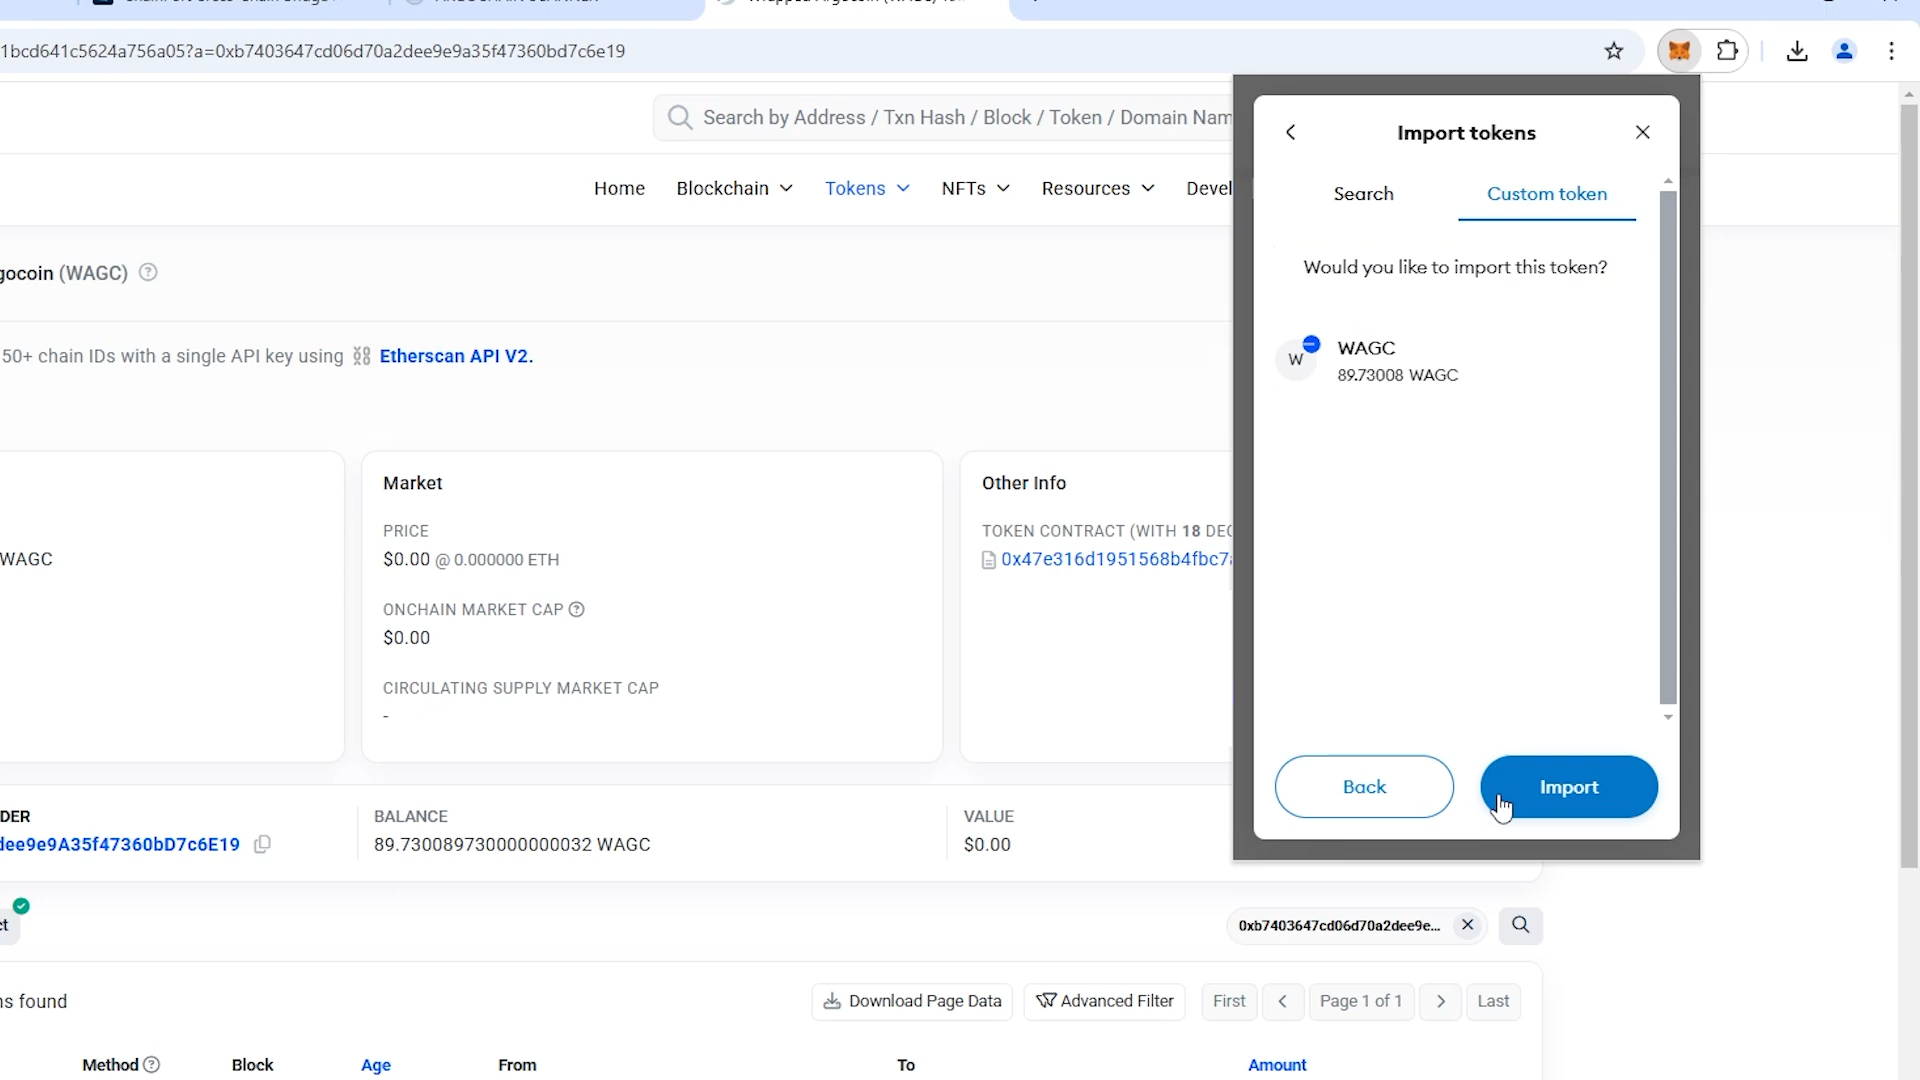 1bcd641c5624a756a05?a=0xb7403647cd06d70a2dee9e9a35f47360bd7c6e19
Search by Address / Txn Hash / Block / Token / Domain Nam
Home Blockchain Tokens NFTs Resources Devel
gocoin (WAGC)
50+ chain IDs with a single API key using Etherscan API V2.
WAGC
Market
PRICE
$0.00 @ 0.000000 ETH
ONCHAIN MARKET CAP
$0.00
CIRCULATING SUPPLY MARKET CAP
-
Other Info
TOKEN CONTRACT (WITH 18 DEC
0x47e316d1951568b4fbc7
DER
dee9e9A35f47360bD7c6E19
BALANCE
89.730089730000000032 WAGC
VALUE
$0.00
ct
0xb7403647cd06d70a2dee9e...
ns found
Download Page Data Advanced Filter First Page 1 of 1 Last
Method Block Age From To Amount
Import tokens
Search Custom token
Would you like to import this token?
W
WAGC
89.73008 WAGC
Back Import